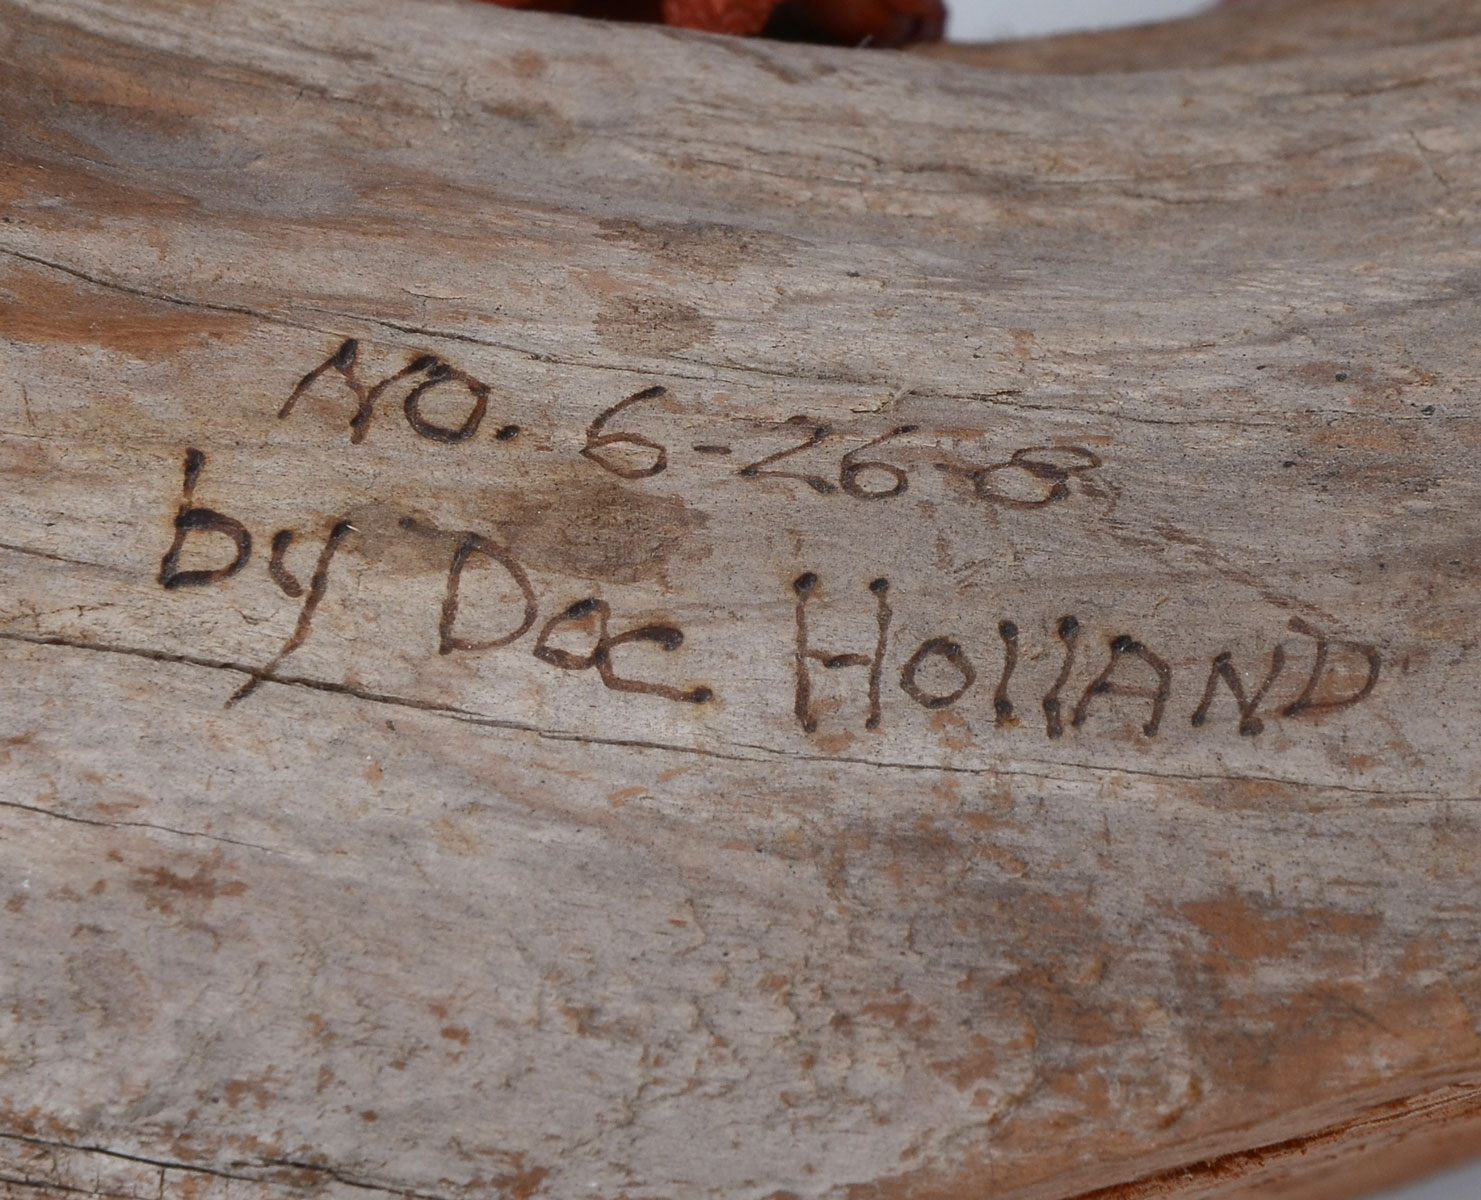 NO. 6-26-8
by Doc HollAND